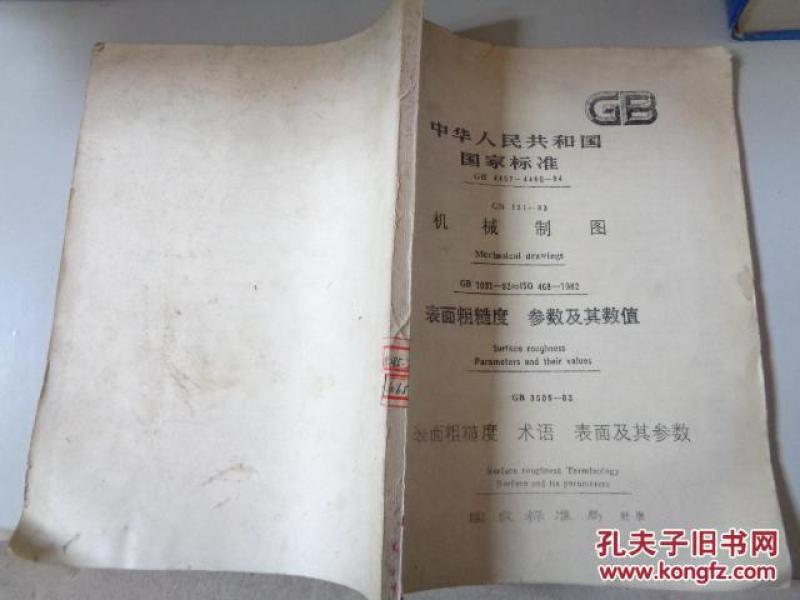 GB
中华人民共和国
国家标准
GB 4457—4460—84
GB 131—83
机械制图
Mechanical drawings
GB 1031—83≈ISO 468—1982
表面粗糙度 参数及其数值
Surface roughness
Parameters and their values
GB 3505—83
表面粗糙度 术语 表面及其参数
Surface roughness Terminology
Surface and its parameters
国家标准局 批准
孔夫子旧书网
www.kongfz.com